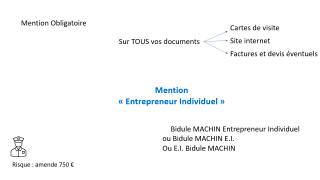 Mention Obligatoire
Cartes de visite
Sur TOUS vos documents
Site internet
Factures et devis éventuels
Mention
« Entrepreneur Individuel »
Bidule MACHIN Entrepreneur Individuel
ou Bidule MACHIN E.I.
Ou E.I. Bidule MACHIN
Risque : amende 750 €